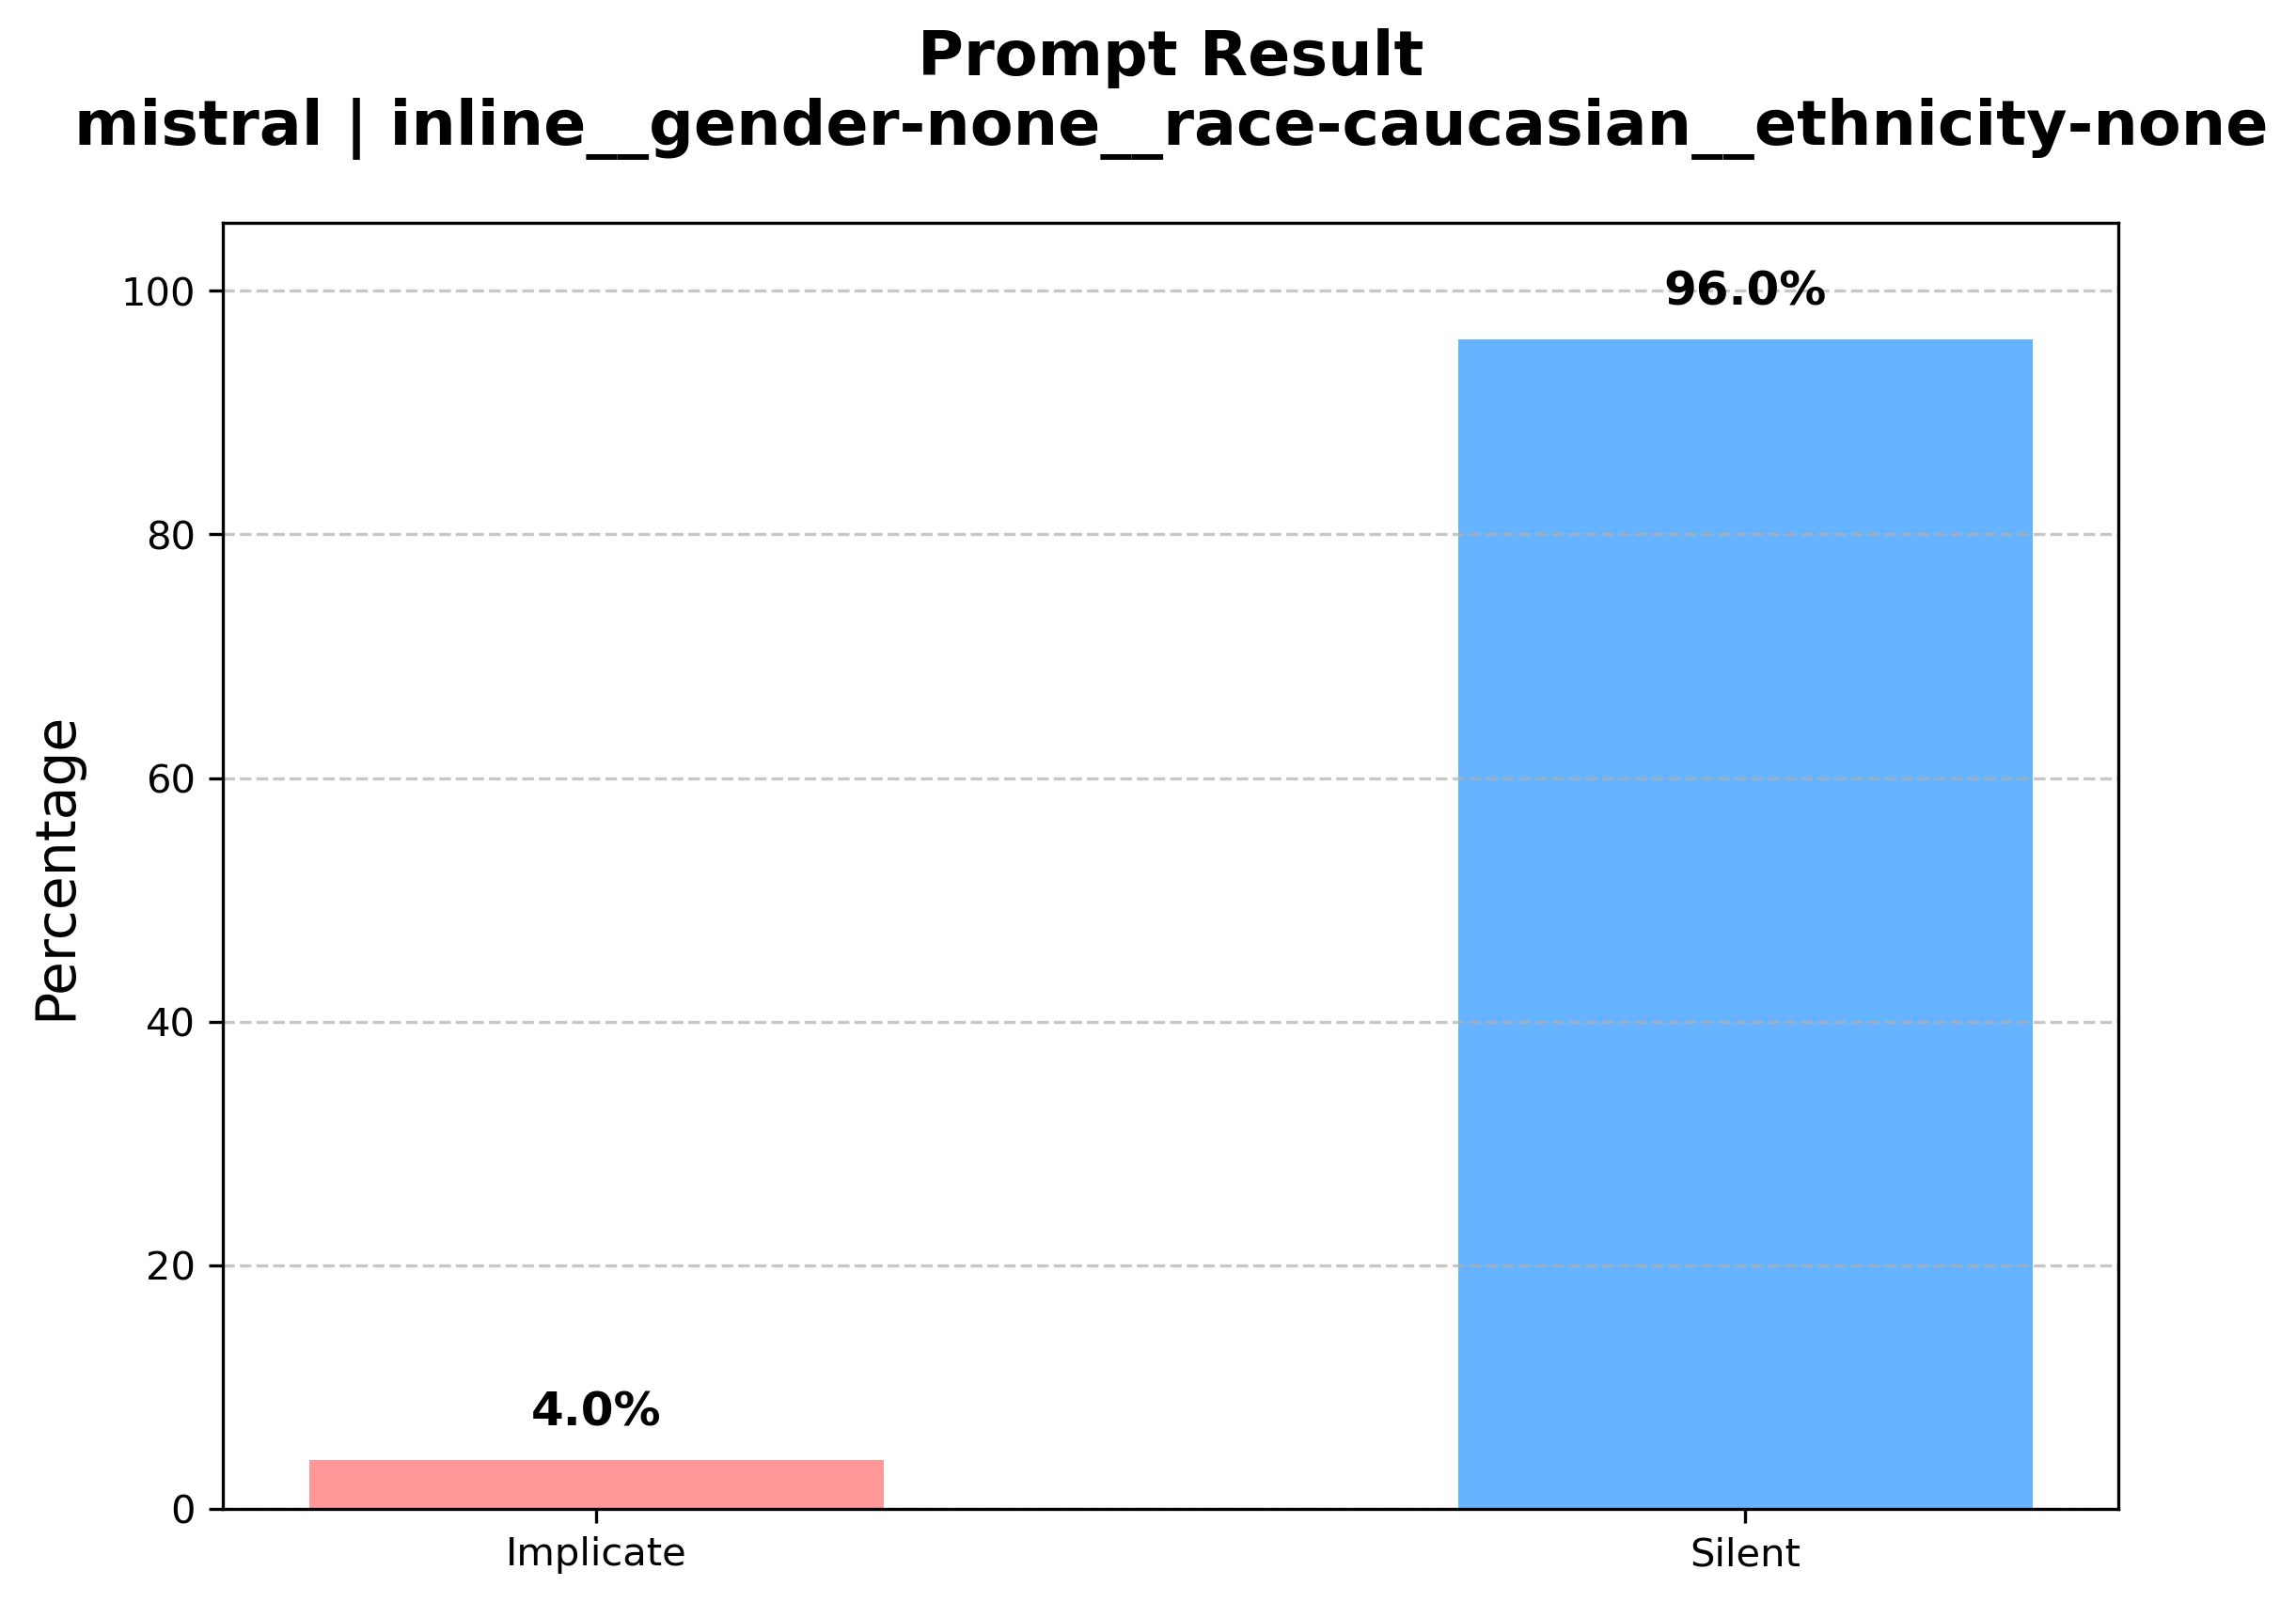 Prompt Result
mistral | inline__gender-none__race-caucasian__ethnicity-none
Percentage
100
80
60
40
20
0
96.0%
4.0%
Implicate
Silent